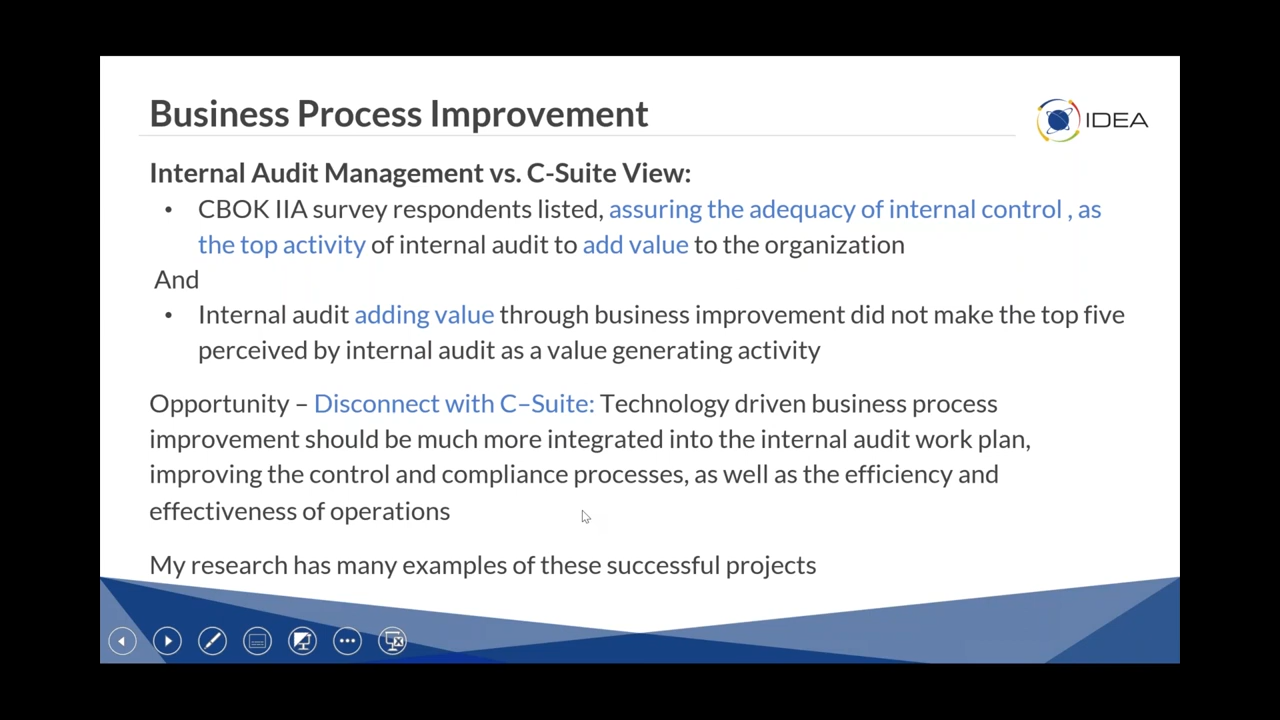 Business Process Improvement
IDEA
Internal Audit Management vs. C-Suite View:
• CBOK IIA survey respondents listed, assuring the adequacy of internal control , as
the top activity of internal audit to add value to the organization
And
• Internal audit adding value through business improvement did not make the top five
perceived by internal audit as a value generating activity
Opportunity – Disconnect with C–Suite: Technology driven business process
improvement should be much more integrated into the internal audit work plan,
improving the control and compliance processes, as well as the efficiency and
effectiveness of operations
My research has many examples of these successful projects